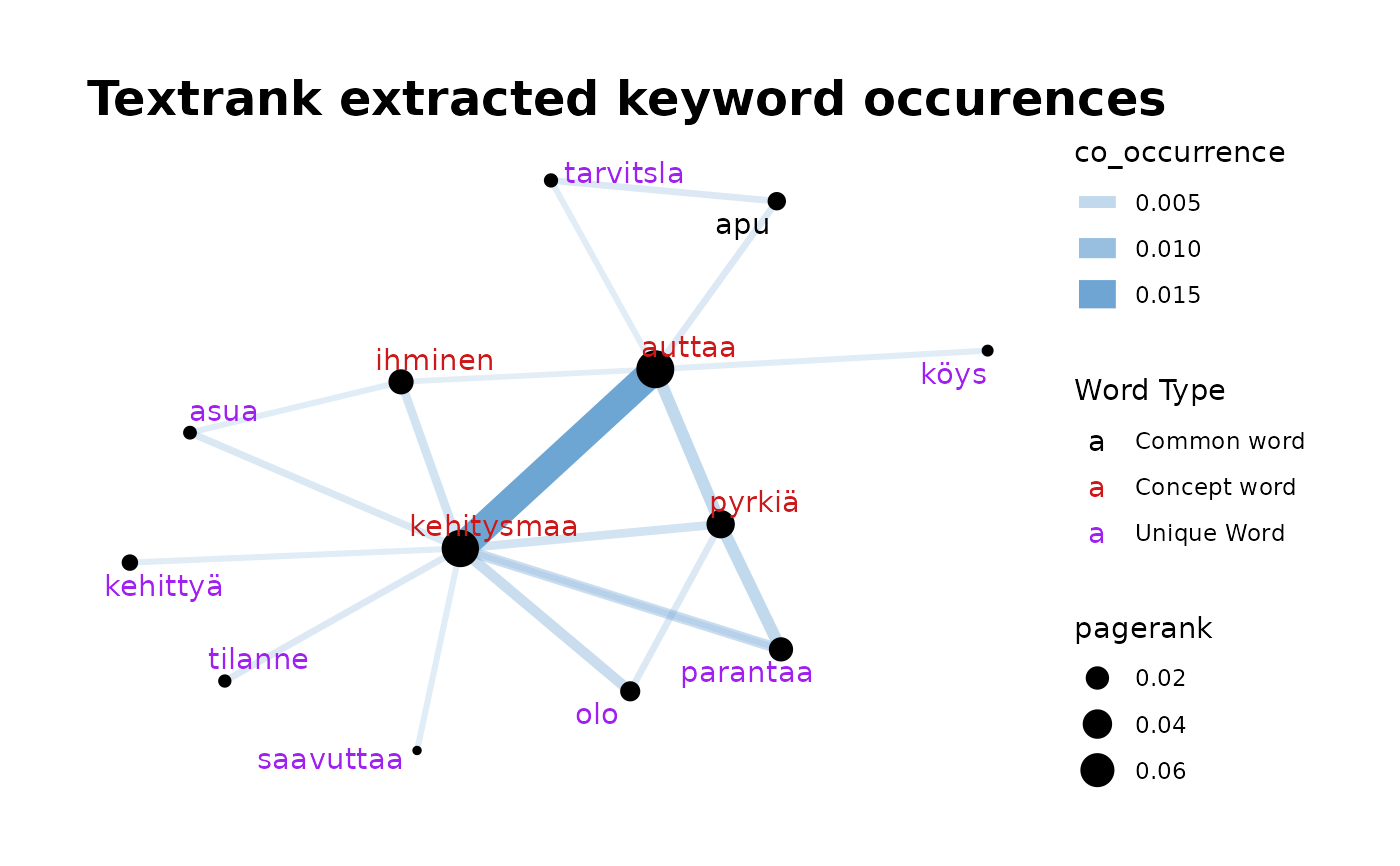 Textrank extracted keyword occurences
tarvitsla
apu
auttaa
ihminen
köys
asua
pyrkiä
kehitysmaa
kehittyä
tilanne
parantaa
olo
saavuttaa
co_occurrence
0.005
0.010
0.015
Word Type
a Common word
a Concept word
a Unique Word
pagerank
0.02
0.04
0.06